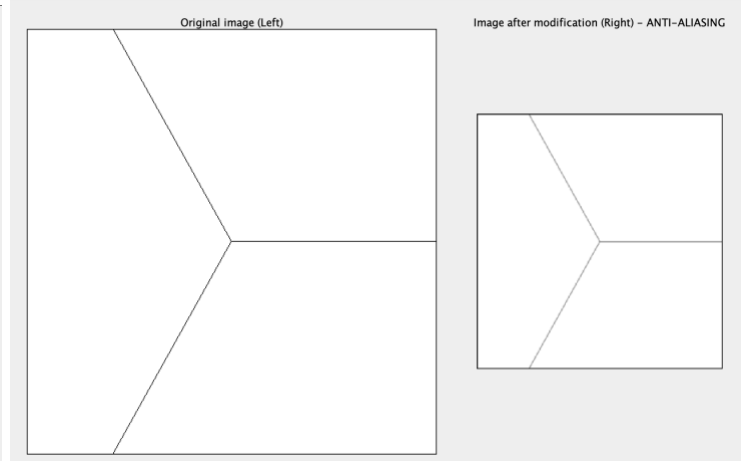 Original image (Left)
Image after modification (Right) - ANTI-ALIASING